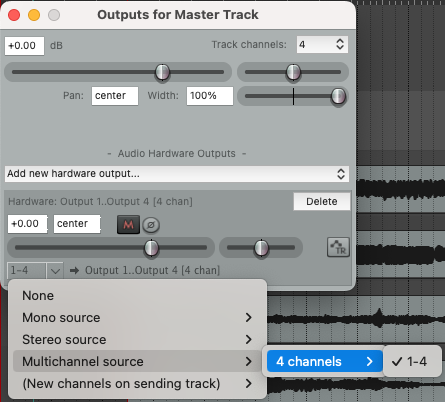 Outputs for Master Track
+0.00 dB Track channels: 4
Pan: center Width: 100%
- Audio Hardware Outputs -
Add new hardware output...
Hardware: Output 1..Output 4 [4 chan] Delete
+0.00 center M ø
TR
1-4 → Output 1..Output 4 [4 chan]
None
Mono source
Stereo source
Multichannel source 4 channels ✓ 1-4
(New channels on sending track)